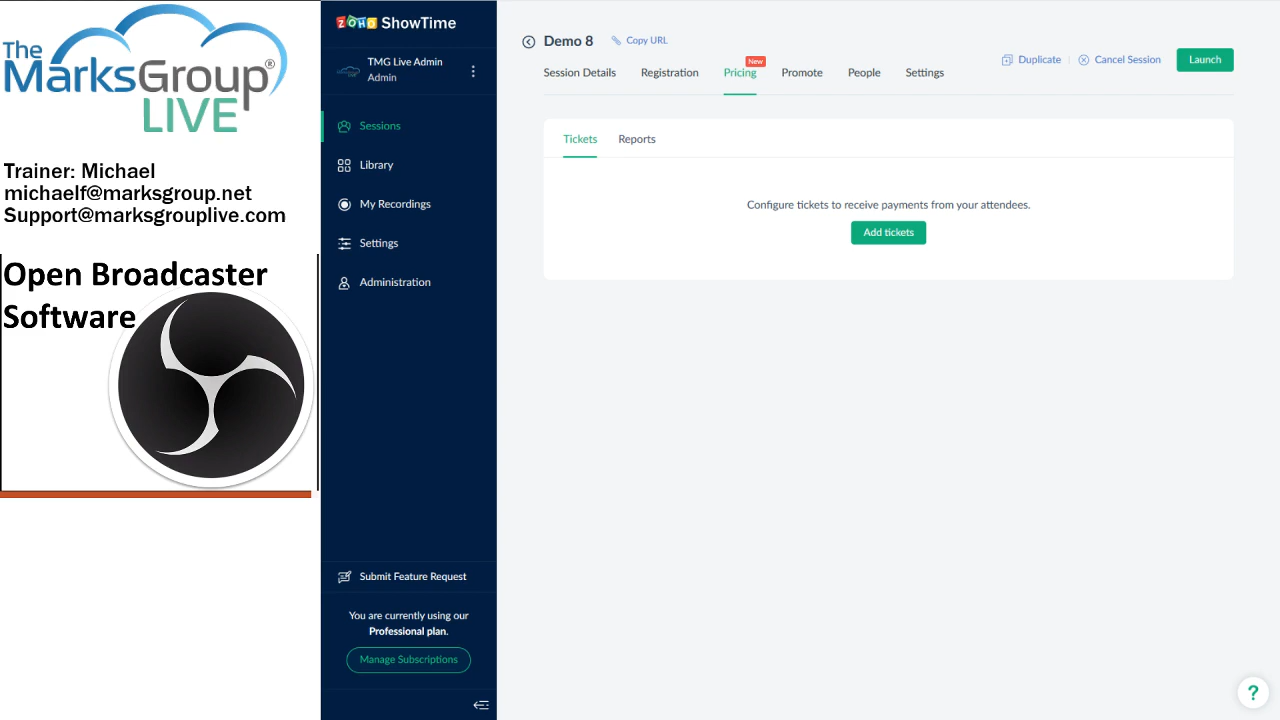 The
MarksGroup®
LIVE
Trainer: Michael
michaelf@marksgroup.net
Support@marksgrouplive.com
Open Broadcaster
Software
ZOHO ShowTime
TMG Live Admin
Admin
Sessions
Library
My Recordings
Settings
Administration
Submit Feature Request
You are currently using our
Professional plan.
Manage Subscriptions
Demo 8
Copy URL
Session Details
Registration
Pricing
New
Promote
People
Settings
Duplicate
Cancel Session
Launch
Tickets
Reports
Configure tickets to receive payments from your attendees.
Add tickets
?